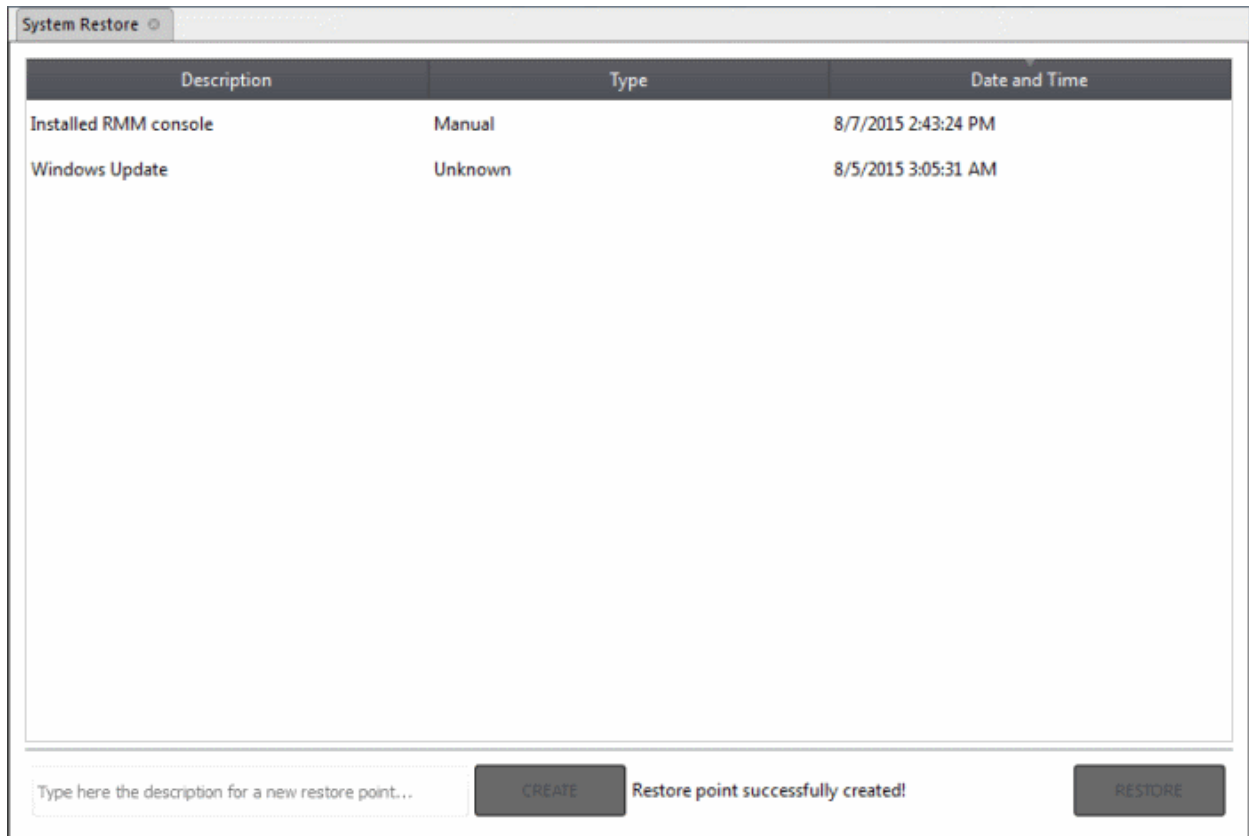 System Restore
Description Type Date and Time
Installed RMM console Manual 8/7/2015 2:43:24 PM
Windows Update Unknown 8/5/2015 3:05:31 AM
Type here the description for a new restore point... CREATE Restore point successfully created! RESTORE